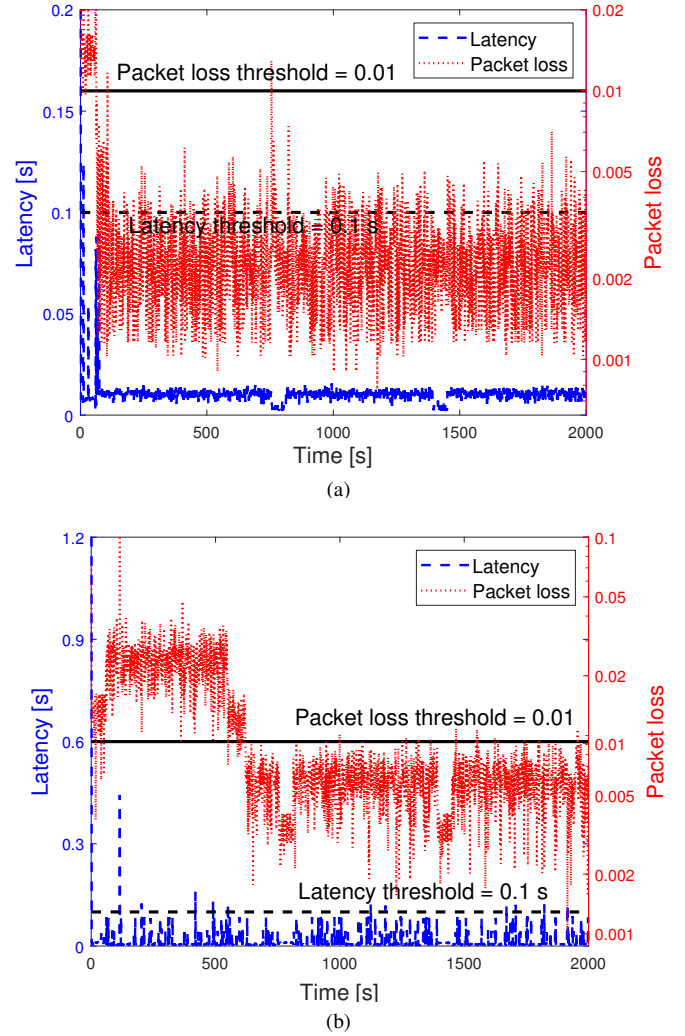 0.2
0.15
0.1
0.05
0
Latency [s]
Latency
Packet loss
Packet loss threshold = 0.01
Latency threshold = 0.1 s
0.02
0.01
0.005
0.002
0.001
Packet loss
0 500 1000 1500 2000
Time [s]
(a)
1.2
0.9
0.6
0.3
0
Latency [s]
Latency
Packet loss
Packet loss threshold = 0.01
Latency threshold = 0.1 s
0.1
0.05
0.02
0.01
0.005
0.002
0.001
Packet loss
0 500 1000 1500 2000
Time [s]
(b)